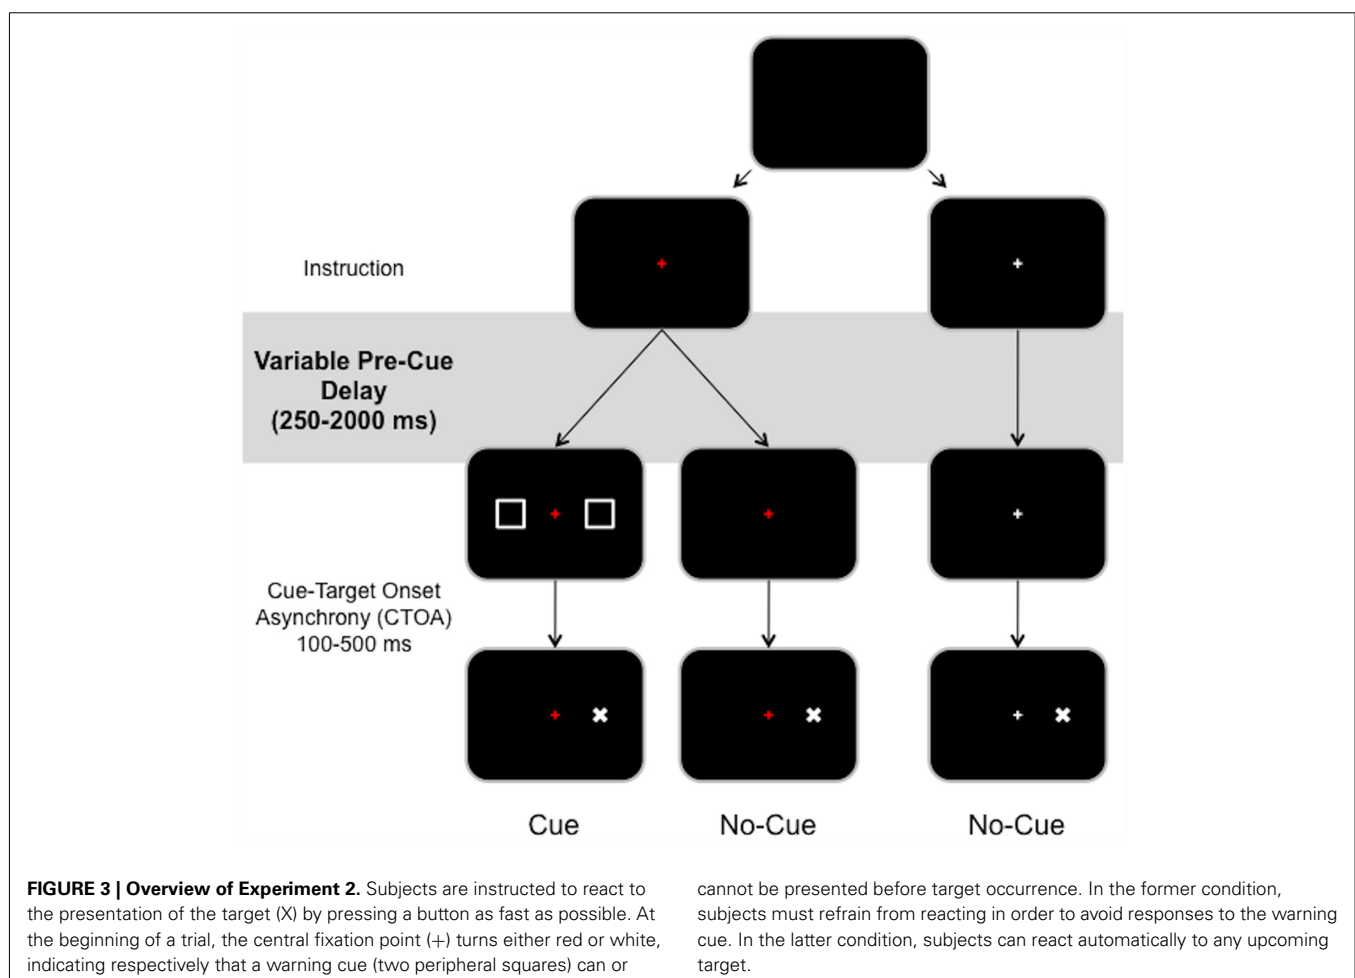 Instruction
Variable Pre-Cue
Delay
(250-2000 ms)
Cue-Target Onset
Asynchrony (CTOA)
100-500 ms
Cue
No-Cue
No-Cue
FIGURE 3 | Overview of Experiment 2. Subjects are instructed to react to
the presentation of the target (X) by pressing a button as fast as possible. At
the beginning of a trial, the central fixation point (+) turns either red or white,
indicating respectively that a warning cue (two peripheral squares) can or
cannot be presented before target occurrence. In the former condition,
subjects must refrain from reacting in order to avoid responses to the warning
cue. In the latter condition, subjects can react automatically to any upcoming
target.